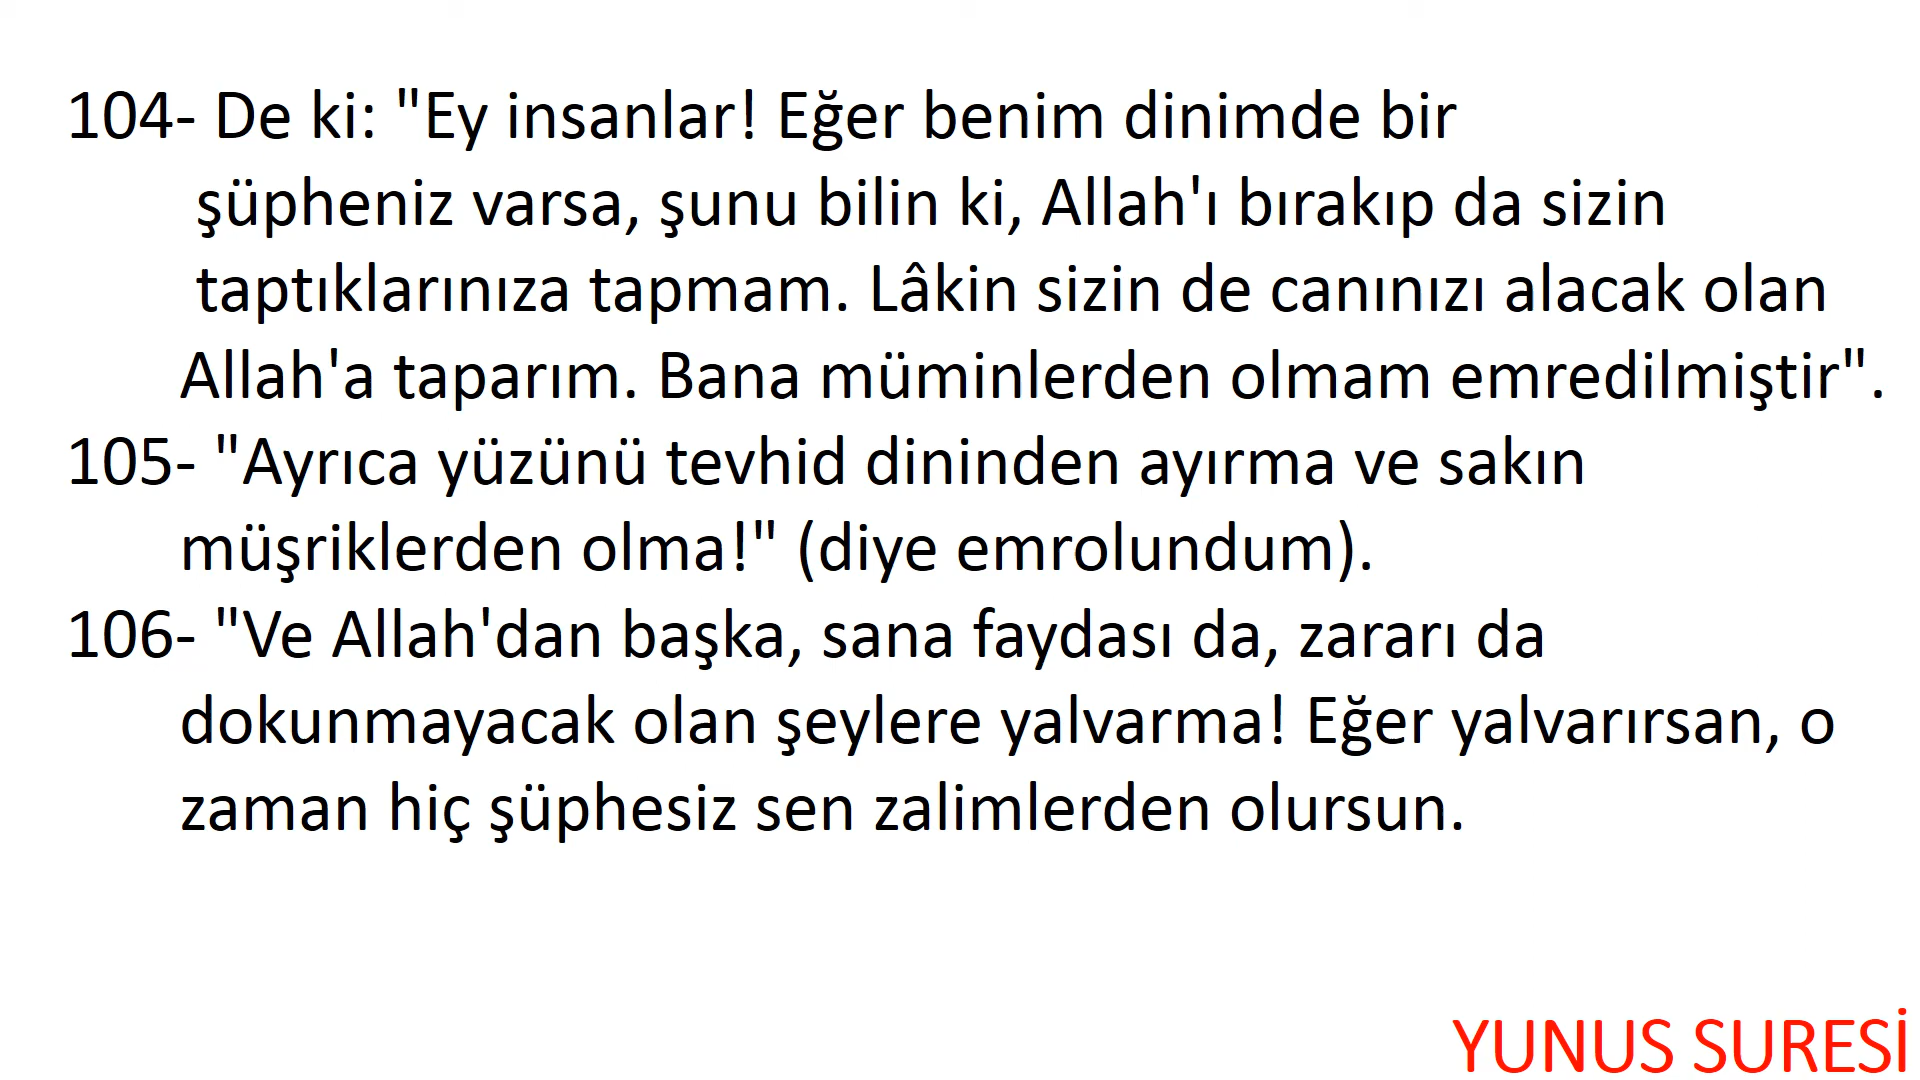 104- De ki: "Ey insanlar! Eğer benim dinimde bir
şüpheniz varsa, şunu bilin ki, Allah'ı bırakıp da sizin
taptıklarınıza tapmam. Lâkin sizin de canınızı alacak olan
Allah'a taparım. Bana müminlerden olmam emredilmiştir".
105- "Ayrıca yüzünü tevhid dininden ayırma ve sakın
müşriklerden olma!" (diye emrolundum).
106- "Ve Allah'dan başka, sana faydası da, zararı da
dokunmayacak olan şeylere yalvarma! Eğer yalvarırsan, o
zaman hiç şüphesiz sen zalimlerden olursun.
YUNUS SURESİ